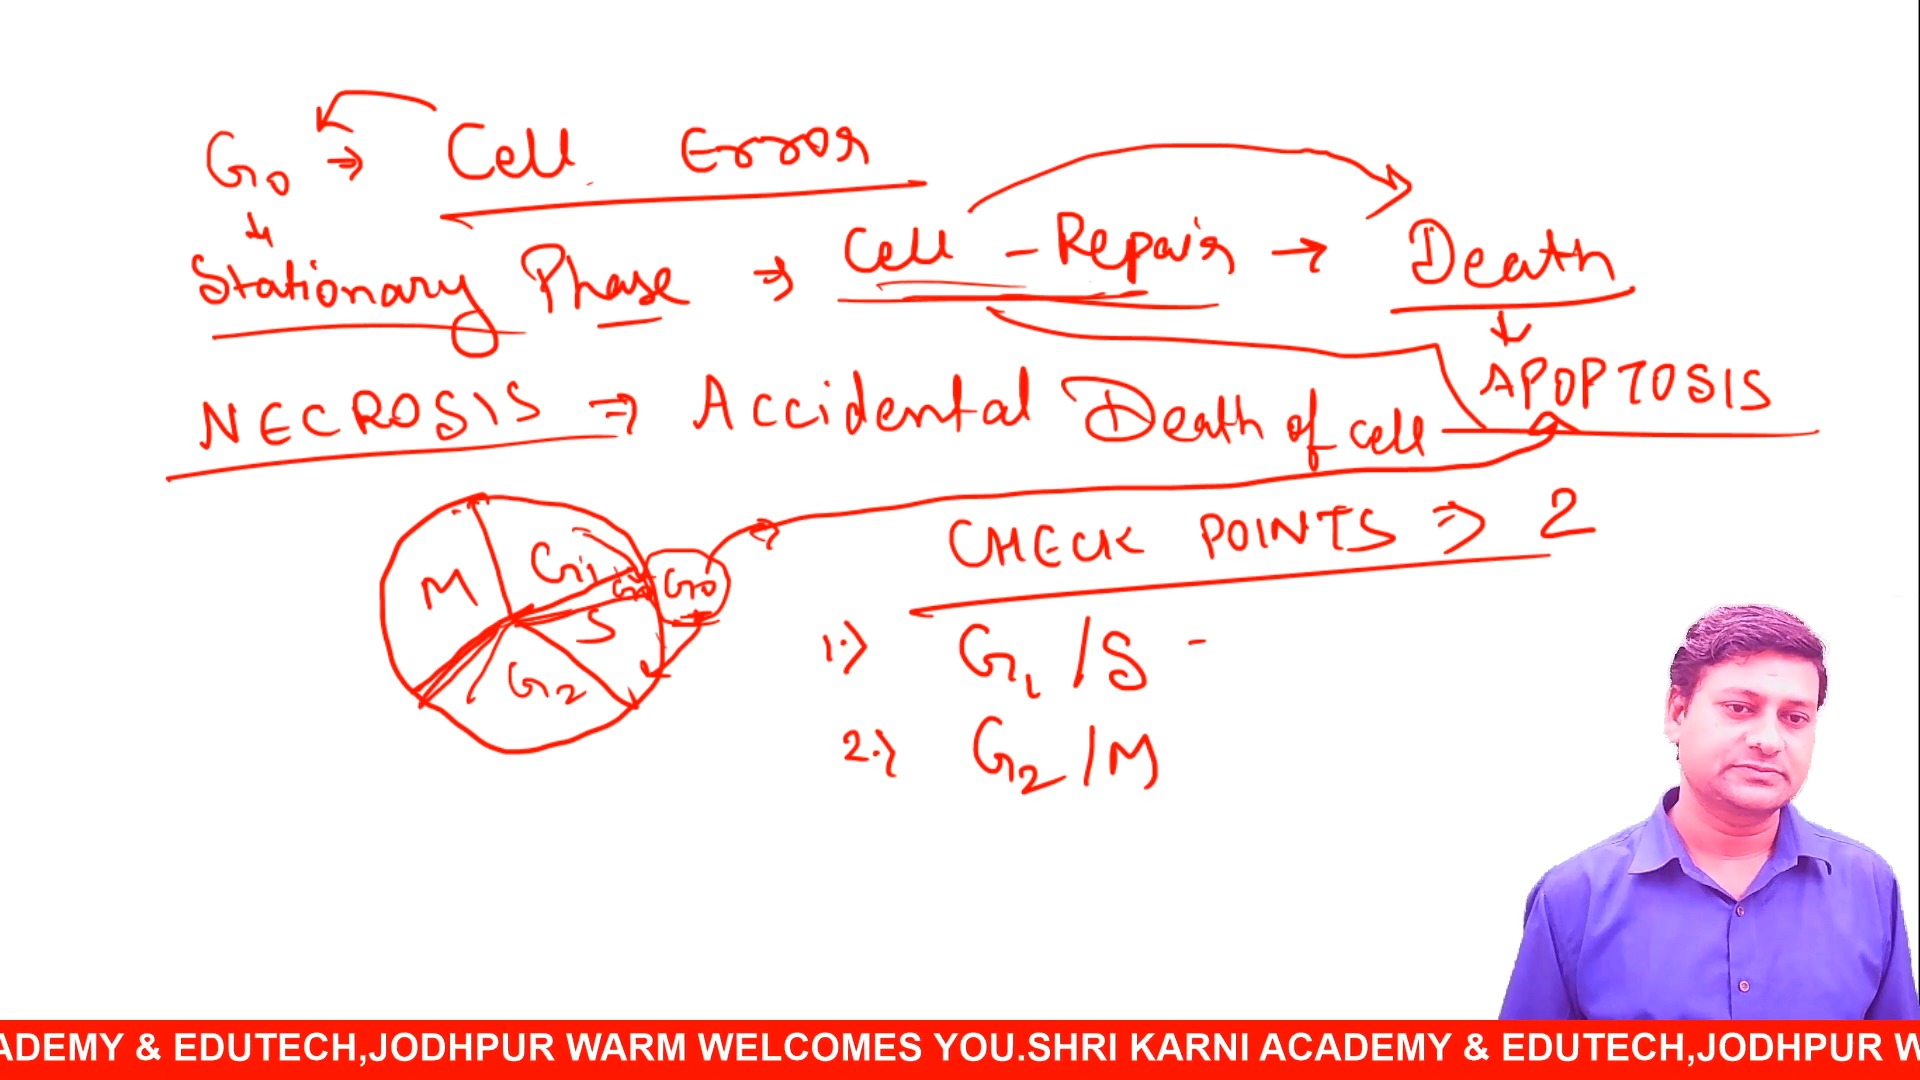 G0 → Cell Error
↓
Stationary Phase → Cell - Repair → Death
↓
APOPTOSIS
NECROSIS ⇒ Accidental Death of cell
CHECK POINTS ⇒ 2
M G1 G0 G0
S
G2
1.) G1/S -
2.) G2/M
ADEMY & EDUTECH,JODHPUR WARM WELCOMES YOU.SHRI KARNI ACADEMY & EDUTECH,JODHPUR W